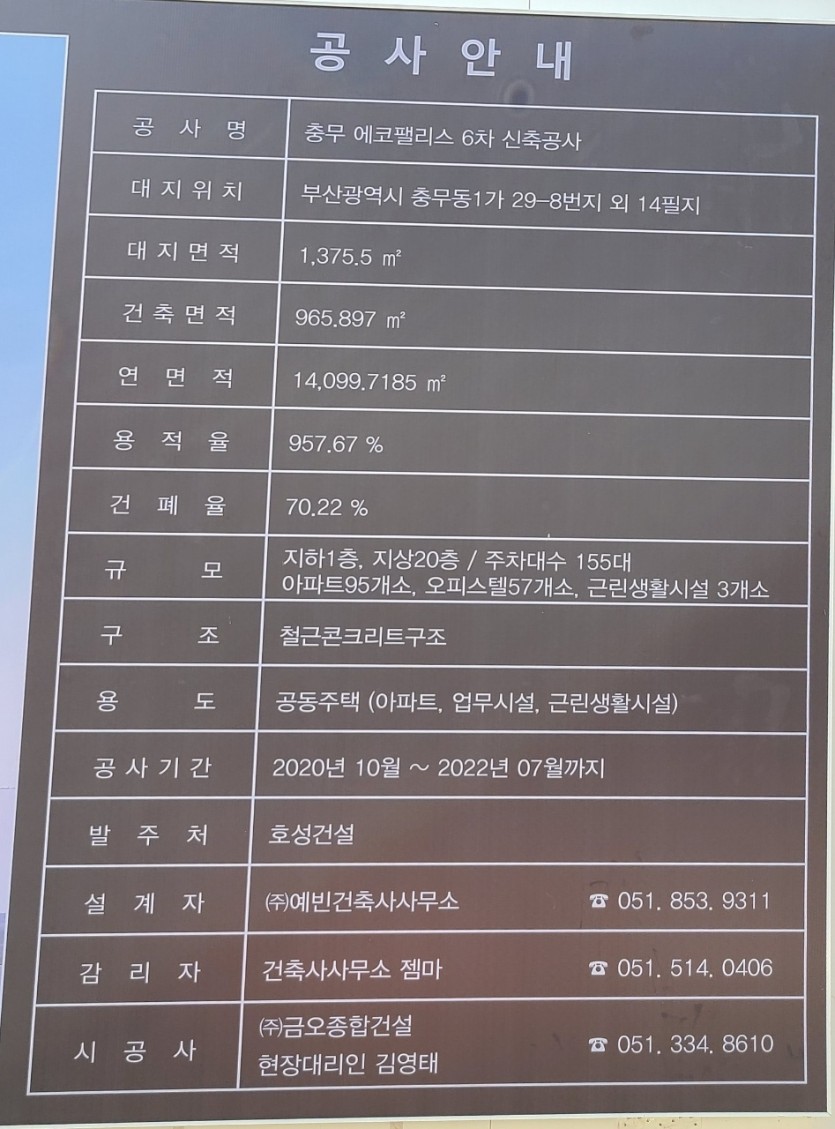 공 사 안 내
공 사 명 충무 에코팰리스 6차 신축공사
대 지 위 치 부산광역시 충무동1가 29-8번지 외 14필지
대 지 면 적 1,375.5 ㎡
건 축 면 적 965.897 ㎡
연 면 적 14,099.7185 ㎡
용 적 율 957.67 %
건 폐 율 70.22 %
규 모 지하1층, 지상20층 / 주차대수 155대
아파트95개소, 오피스텔57개소, 근린생활시설 3개소
구 조 철근콘크리트구조
용 도 공동주택 (아파트, 업무시설, 근린생활시설)
공 사 기 간 2020년 10월 ~ 2022년 07월까지
발 주 처 호성건설
설 계 자 ㈜예빈건축사사무소 ☎ 051. 853. 9311
감 리 자 건축사사무소 젬마 ☎ 051. 514. 0406
시 공 사 ㈜금오종합건설 ☎ 051. 334. 8610
현장대리인 김영태